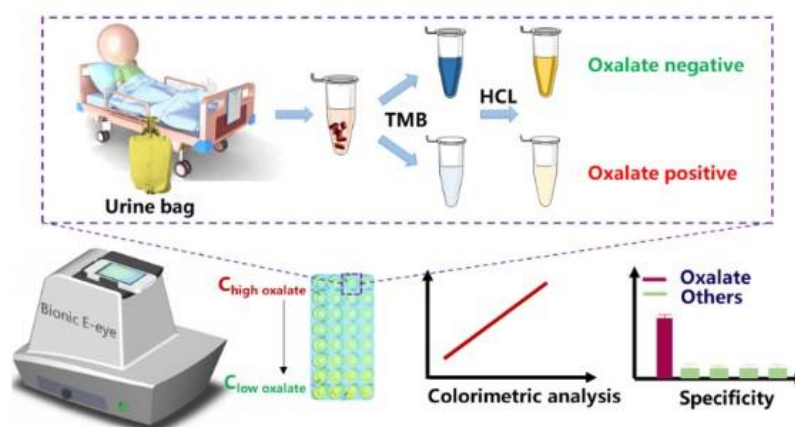 Oxalate negative
HCL
TMB
Oxalate positive
Urine bag
Bionic E-eye
Chigh oxalate
Clow oxalate
Oxalate
Others
Colorimetric analysis
Specificity